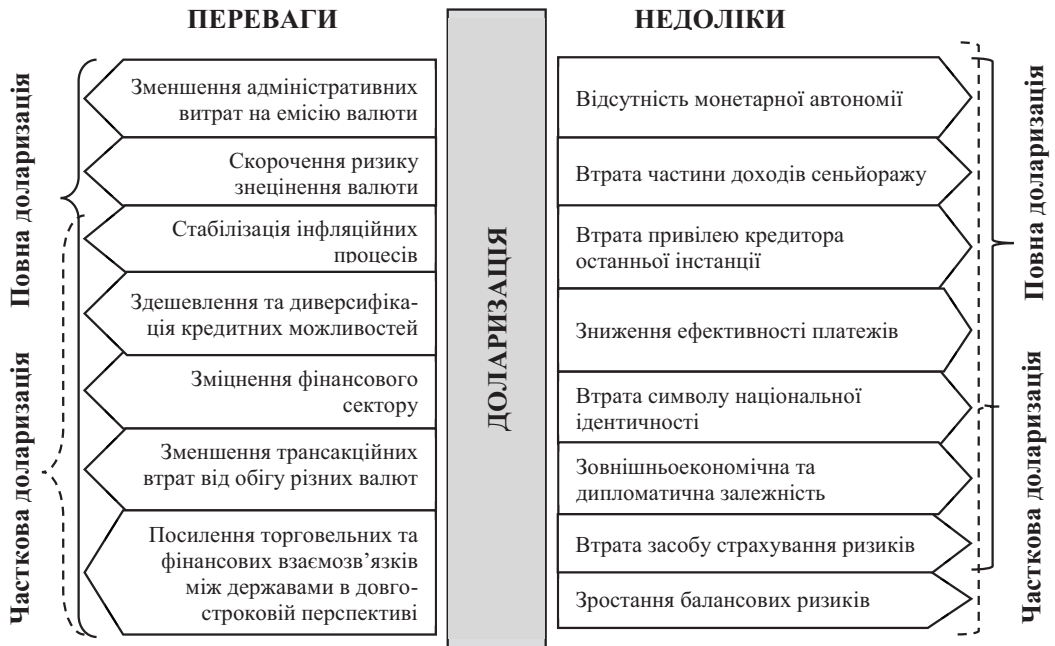 ПЕРЕВАГИ
НЕДОЛІКИ
Повна доларизація
Часткова доларизація
Зменшення адміністративних
витрат на емісію валюти
Скорочення ризику
знецінення валюти
Стабілізація інфляційних
процесів
Здешевлення та диверсифіка-
ція кредитних можливостей
Зміцнення фінансового
сектору
Зменшення трансакційних
втрат від обігу різних валют
Посилення торговельних та
фінансових взаємозв’язків
між державами в довго-
строковій перспективі
ДОЛАРИЗАЦІЯ
Відсутність монетарної автономії
Втрата частини доходів сеньйоражу
Втрата привілею кредитора
останньої інстанції
Зниження ефективності платежів
Втрата символу національної
ідентичності
Зовнішньоекономічна та
дипломатична залежність
Втрата засобу страхування ризиків
Зростання балансових ризиків
Повна доларизація
Часткова доларизація